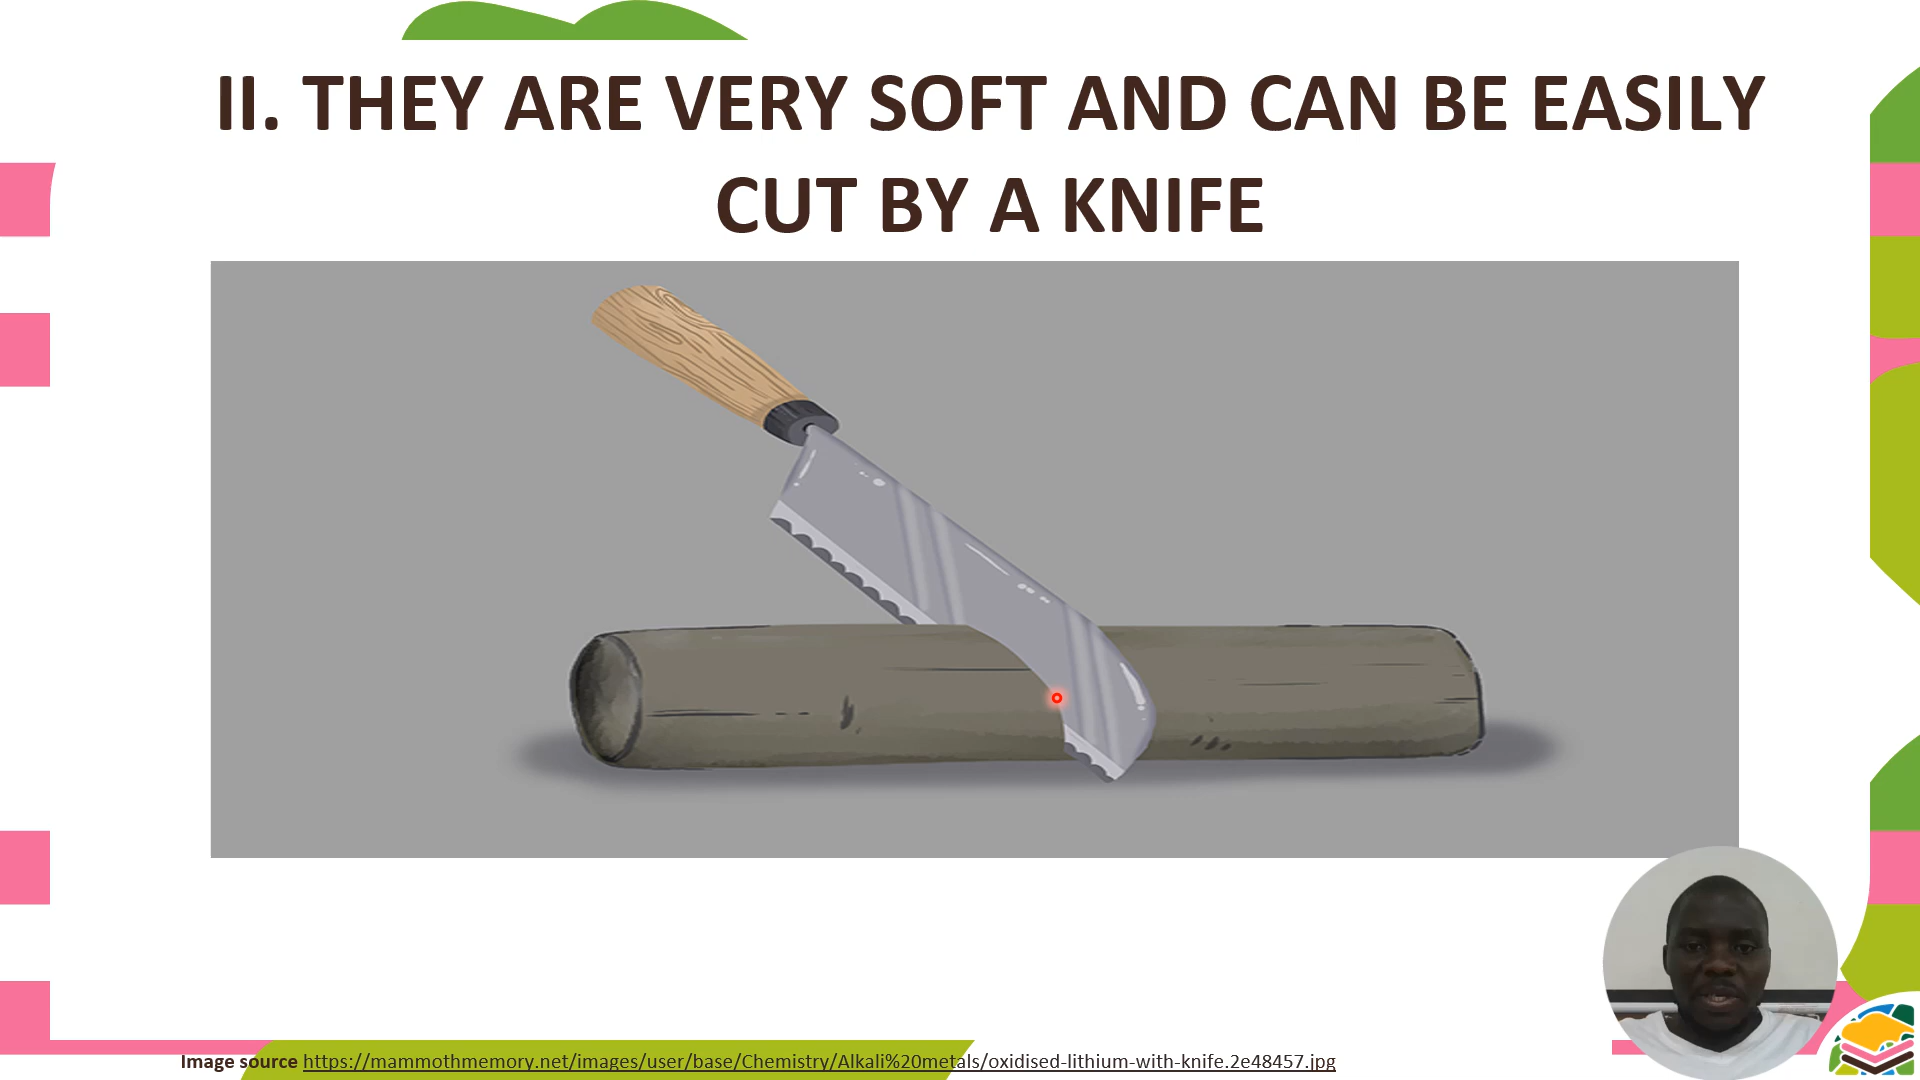 II. THEY ARE VERY SOFT AND CAN BE EASILY
CUT BY A KNIFE
Image source https://mammothmemory.net/images/user/base/Chemistry/Alkali%20metals/oxidised-lithium-with-knife.2e48457.jpg